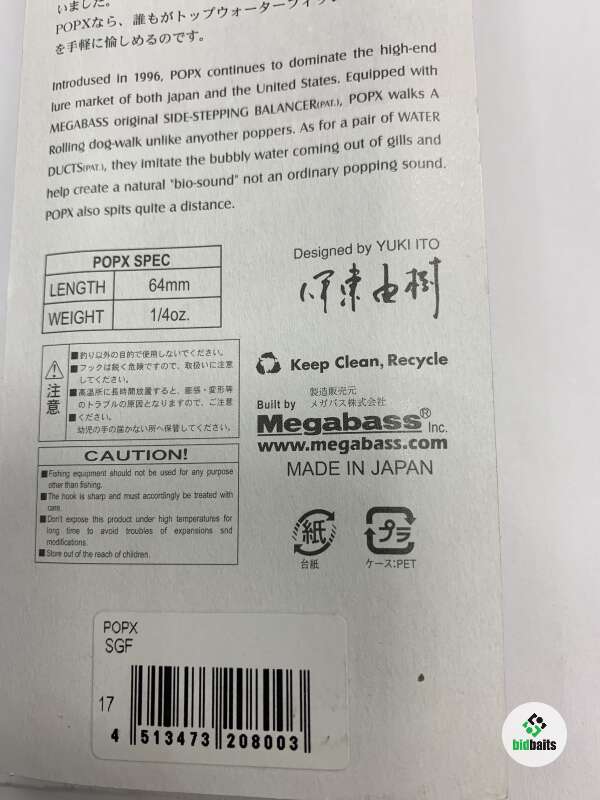 いました。
POPXなら、誰もがトップウォーターフィッ
を手軽に愉しめるのです。
Introdused in 1996, POPX continues to dominate the high-end
lure market of both Japan and the United States. Equipped with
MEGABASS original SIDE-STEPPING BALANCER(PAT.), POPX walks A
Rolling dog-walk unlike anyother poppers. As for a pair of WATER
DUCTS(PAT.), they imitate the bubbly water coming out of gills and
help create a natural "bio-sound" not an ordinary popping sound.
POPX also spits quite a distance.
POPX SPEC
LENGTH 64mm
WEIGHT 1/4oz.
Designed by YUKI ITO
伊東由樹
注意
■釣り以外の目的で使用しないでください。
■フックは鋭く危険ですので、取扱いに注意
してください。
■高温所に長時間放置すると、膨張・変形等
のトラブルの原因となりますので、ご注意
■ください。
幼児の手の届かない所へ保管してください。
Keep Clean, Recycle
製造販売元
メガバス株式会社
Built by
Megabass® Inc.
www.megabass.com
MADE IN JAPAN
CAUTION!
■Fishing equipment should not be used for any purpose
other than fishing.
■The hook is sharp and must accordingly be treated with
care.
■Don't expose this product under high temperatures for
long time to avoid troubles of expansions snd
modifications.
■Store out of the reach of children.
紙
台紙
プラ
ケース:PET
POPX
SGF
17
4 513473 208003
bidbaits